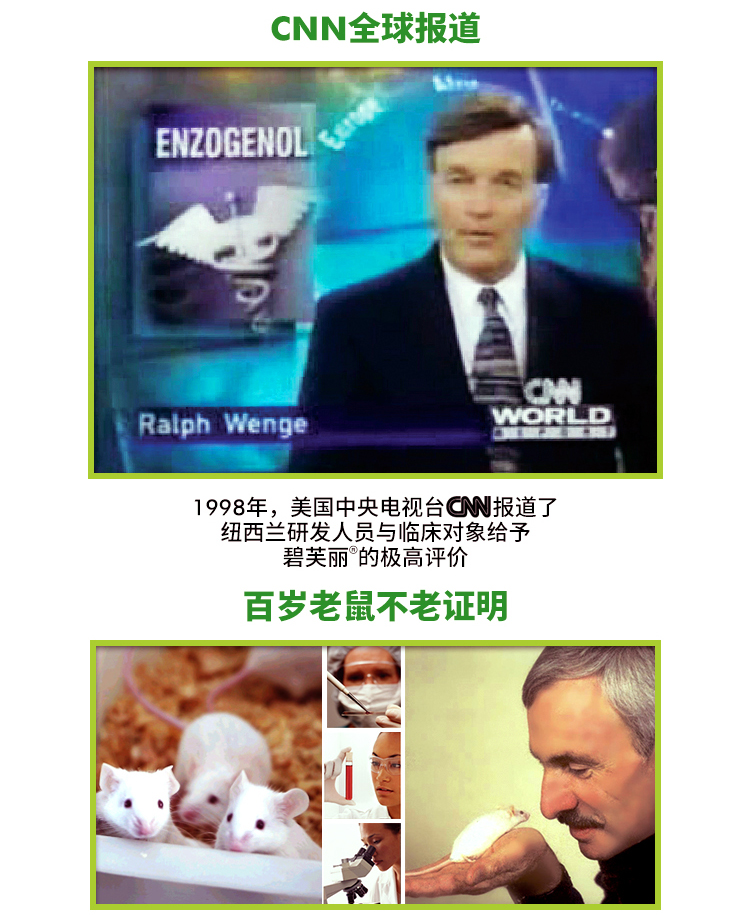 CNN全球报道
ENZOGENOL
Europe
Ralph Wenge
CNN
WORLD
1998年，美国中央电视台CNN报道了
纽西兰研发人员与临床对象给予
碧芙丽®的极高评价
百岁老鼠不老证明